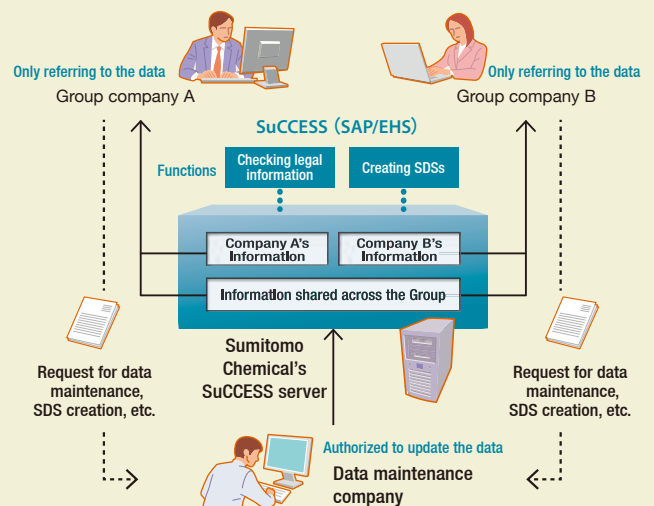 Only referring to the data
Group company A
Only referring to the data
Group company B
SuCCESS (SAP/EHS)
Functions
Checking legal
information
Creating SDSs
Company A's
Information
Company B's
Information
Information shared across the Group
Sumitomo
Chemical's
SuCCESS server
Request for data
maintenance,
SDS creation, etc.
Request for data
maintenance,
SDS creation, etc.
Authorized to update the data
Data maintenance
company